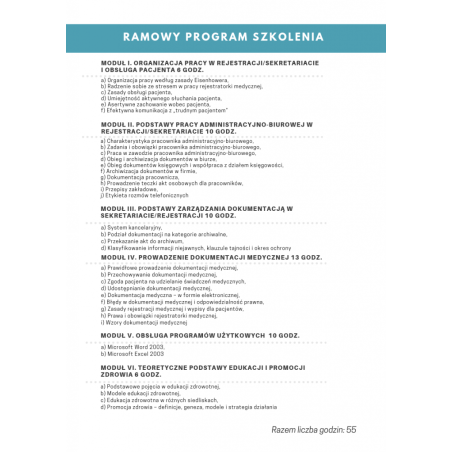 RAMOWY PROGRAM SZKOLENIA
MODUŁ I. ORGANIZACJA PRACY W REJESTRACJI/SEKRETARIACIE
I OBSŁUGA PACJENTA 6 GODZ.
a) Organizacja pracy według zasady Eisenhowera,
b) Radzenie sobie ze stresem w pracy rejestratorki medycznej,
c) Zasady obsługi pacjenta,
d) Umiejętność aktywnego słuchania pacjenta,
e) Asertywne zachowanie wobec pacjenta,
f) Efektywna komunikacja z „trudnym pacjentem"
MODUŁ II. PODSTAWY PRACY ADMINISTRACYJNO-BIUROWEJ W
REJESTRACJI/SEKRETARIACIE 10 GODZ.
a) Charakterystyka pracownika administracyjno-biurowego,
b) Zadania i obowiązki pracownika administracyjno-biurowego,
c) Praca w zawodzie pracownika administracyjno-biurowego,
d) Obieg i archiwizacja dokumentów w biurze,
e) Obieg dokumentów księgowych i współpraca z działem księgowości,
f) Archiwizacja dokumentów w firmie,
g) Dokumentacja pracownicza,
h) Prowadzenie teczki akt osobowych dla pracowników,
i) Przepisy zakładowe,
j) Etykieta rozmów telefonicznych
MODUŁ III. PODSTAWY ZARZĄDZANIA DOKUMENTACJĄ W
SEKRETARIACIE/REJESTRACJI 10 GODZ.
a) System kancelaryjny,
b) Podział dokumentacji na kategorie archiwalne,
c) Przekazanie akt do archiwum,
d) Klasyfikowanie informacji niejawnych, klauzule tajności i okres ochrony
MODUŁ IV. PROWADZENIE DOKUMENTACJI MEDYCZNEJ 13 GODZ.
a) Prawidłowe prowadzenie dokumentacji medycznej,
b) Przechowywanie dokumentacji medycznej,
c) Zgoda pacjenta na udzielanie świadczeń medycznych,
d) Udostępnianie dokumentacji medycznej,
e) Dokumentacja medyczna – w formie elektronicznej,
f) Błędy w dokumentacji medycznej i odpowiedzialność prawna,
g) Zasady rejestracji medycznej i wypisy dla pacjentów,
h) Prawa i obowiązki rejestratorki medycznej,
i) Wzory dokumentacji medycznej
MODUŁ V. OBSŁUGA PROGRAMÓW UŻYTKOWYCH 10 GODZ.
a) Microsoft Word 2003,
b) Microsoft Excel 2003
MODUŁ VI. TEORETYCZNE PODSTAWY EDUKACJI I PROMOCJI
ZDROWIA 6 GODZ.
a) Podstawowe pojęcia w edukacji zdrowotnej,
b) Modele edukacji zdrowotnej,
c) Edukacja zdrowotna w różnych siedliskach,
d) Promocja zdrowia – definicje, geneza, modele i strategia działania
Razem liczba godzin: 55